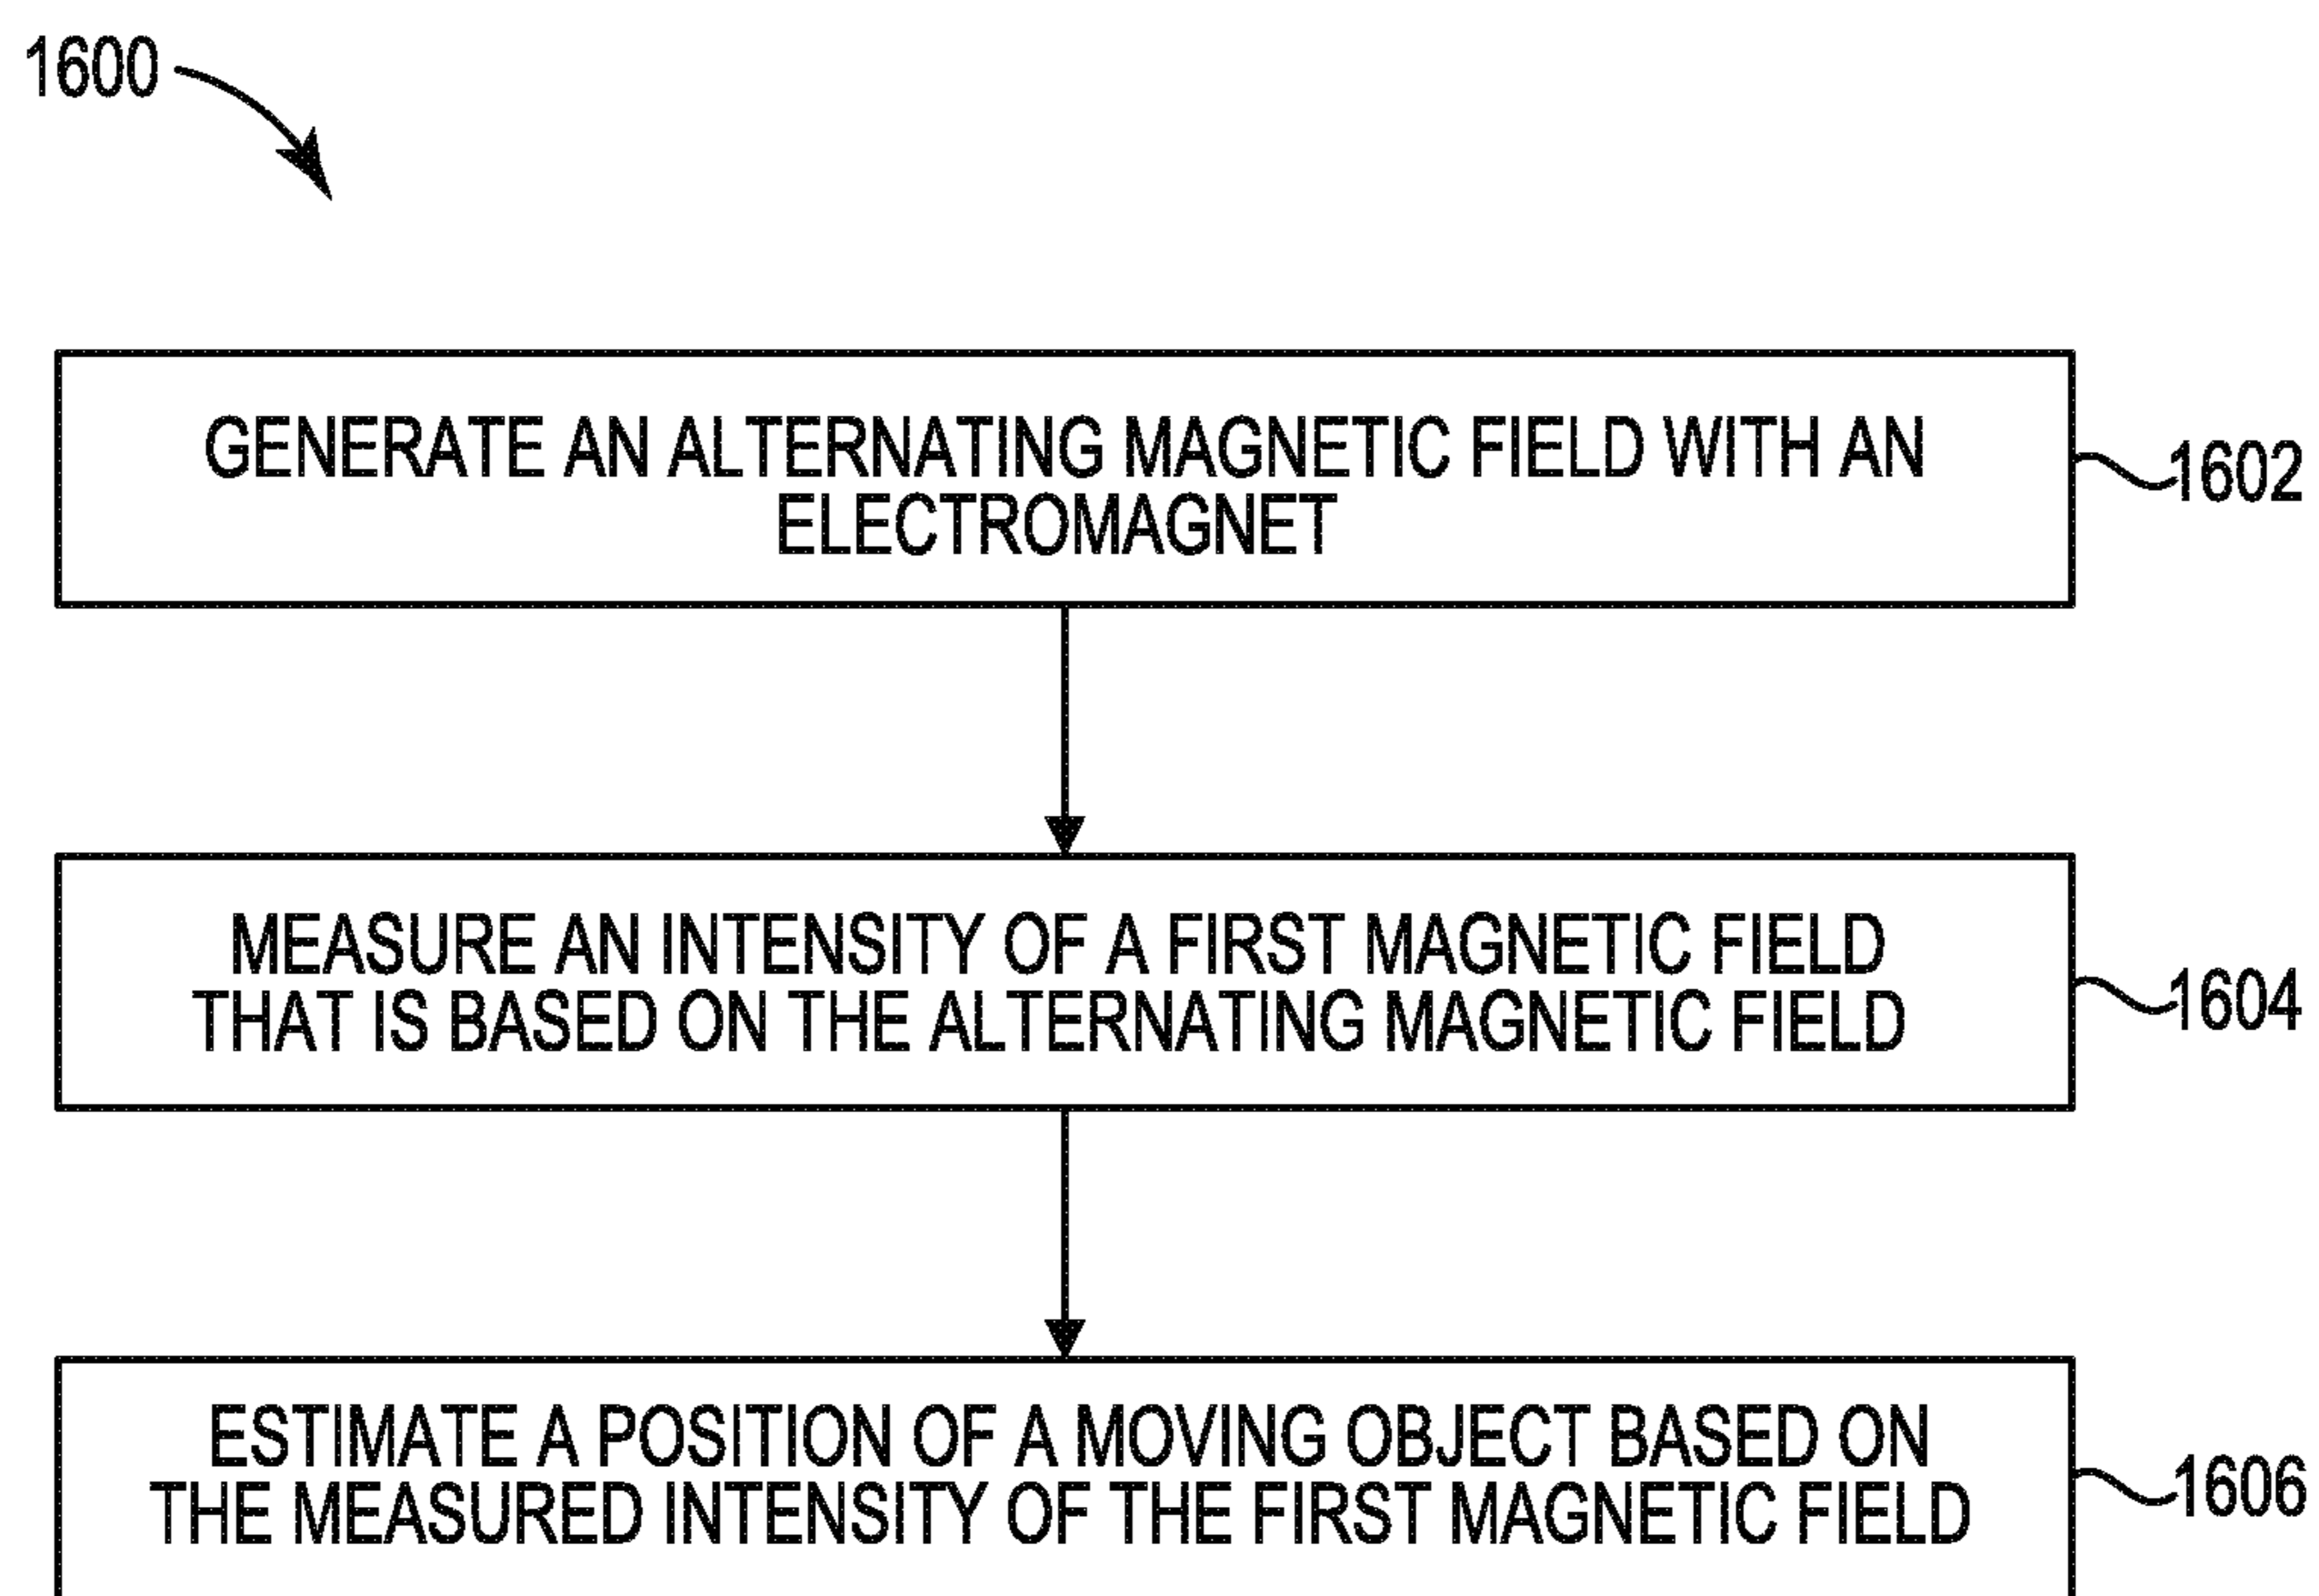 1600
GENERATE AN ALTERNATING MAGNETIC FIELD WITH AN
ELECTROMAGNET
1602
MEASURE AN INTENSITY OF A FIRST MAGNETIC FIELD
THAT IS BASED ON THE ALTERNATING MAGNETIC FIELD
1604
ESTIMATE A POSITION OF A MOVING OBJECT BASED ON
THE MEASURED INTENSITY OF THE FIRST MAGNETIC FIELD
1606